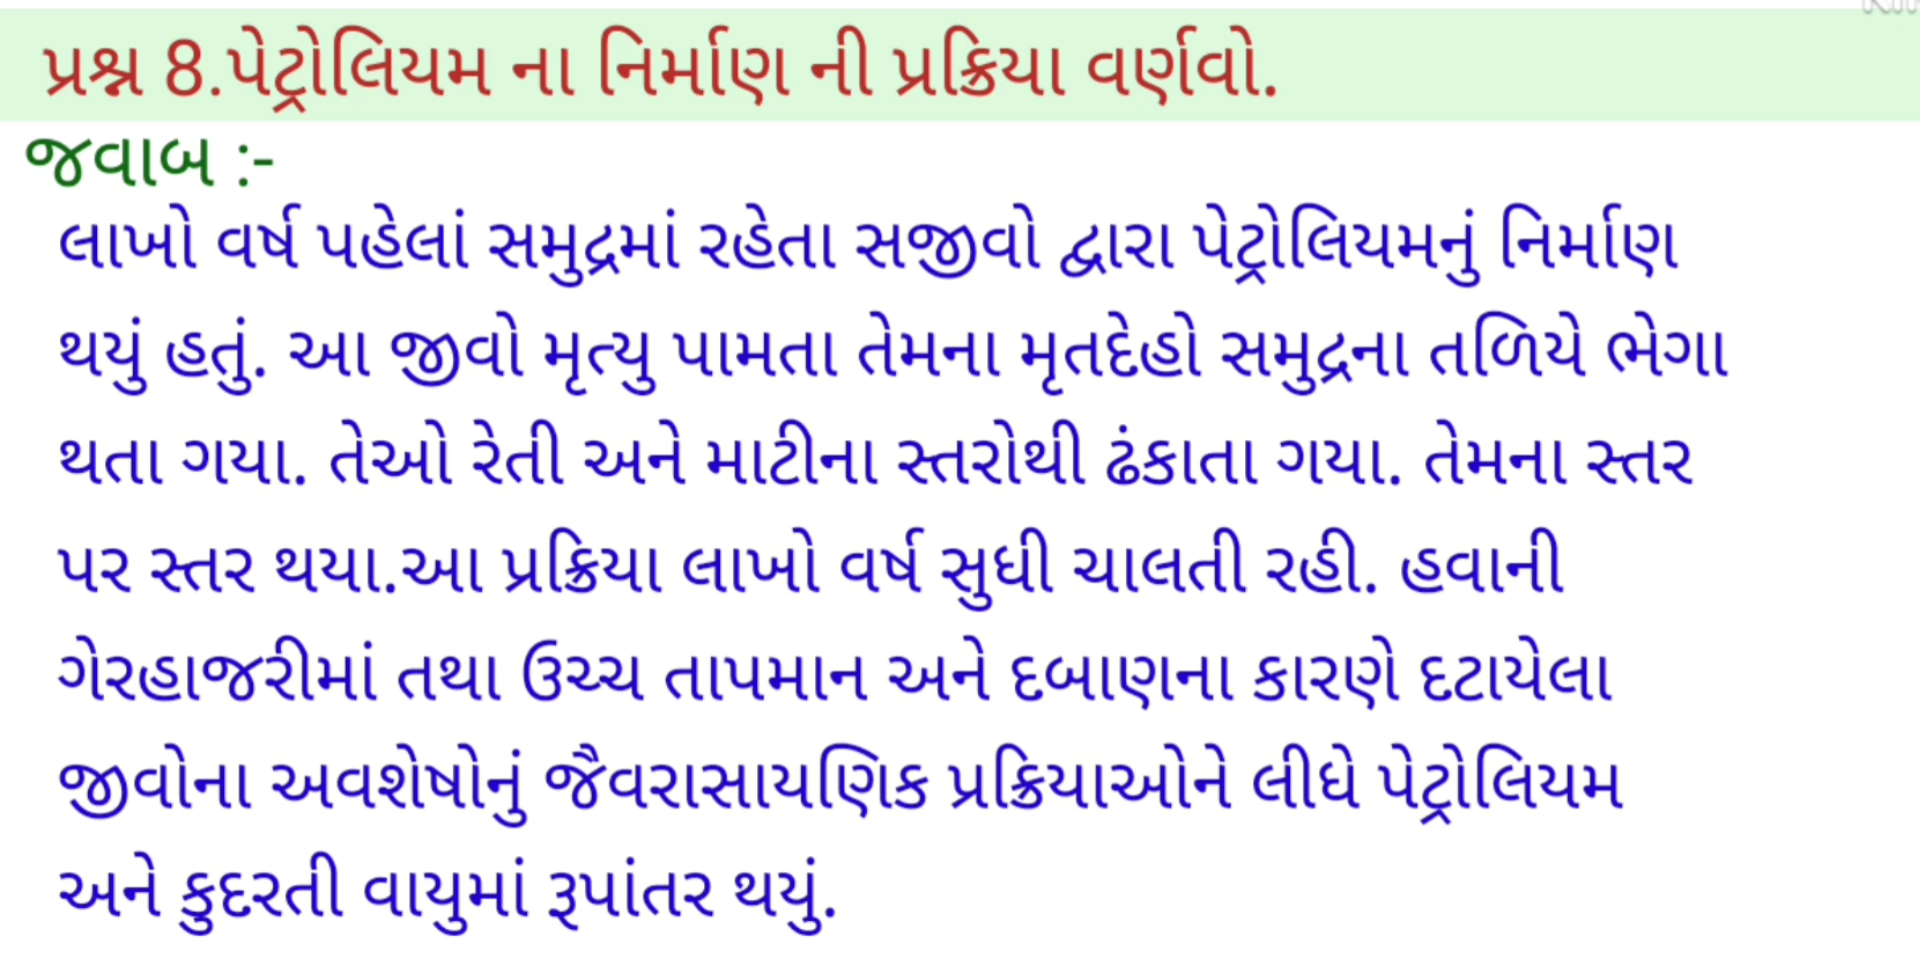 પ્રશ્ન 8.પેટ્રોલિયમ ના નિર્માણ ની પ્રક્રિયા વર્ણવો.
જવાબ :-
લાખો વર્ષ પહેલાં સમુદ્રમાં રહેતા સજીવો દ્વારા પેટ્રોલિયમનું નિર્માણ
થયું હતું. આ જીવો મૃત્યુ પામતા તેમના મૃતદેહો સમુદ્રના તળિયે ભેગા
થતા ગયા. તેઓ રેતી અને માટીના સ્તરોથી ઢંકાતા ગયા. તેમના સ્તર
પર સ્તર થયા.આ પ્રક્રિયા લાખો વર્ષ સુધી ચાલતી રહી. હવાની
ગેરહાજરીમાં તથા ઉચ્ચ તાપમાન અને દબાણના કારણે દટાયેલા
જીવોના અવશેષોનું જૈવરાસાયણિક પ્રક્રિયાઓને લીધે પેટ્રોલિયમ
અને કુદરતી વાયુમાં રૂપાંતર થયું.